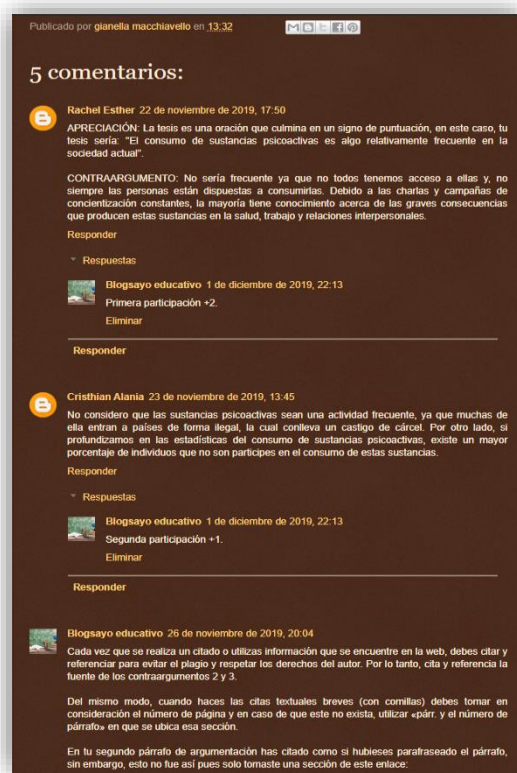 Publicado por gianella macchiavello en 13:32
5 comentarios:
Rachel Esther 22 de noviembre de 2019, 17:50
APRECIACIÓN: La tesis es una oración que culmina en un signo de puntuación, en este caso, tu
tesis sería: "El consumo de sustancias psicoactivas es algo relativamente frecuente en la
sociedad actual".
CONTRAARGUMENTO: No sería frecuente ya que no todos tenemos acceso a ellas y, no
siempre las personas están dispuestas a consumirlas. Debido a las charlas y campañas de
concientización constantes, la mayoría tiene conocimiento acerca de las graves consecuencias
que producen estas sustancias en la salud, trabajo y relaciones interpersonales.
Responder
Respuestas
Blogsayo educativo 1 de diciembre de 2019, 22:13
Primera participación +2.
Eliminar
Responder
Cristhian Alania 23 de noviembre de 2019, 13:45
No considero que las sustancias psicoactivas sean una actividad frecuente, ya que muchas de
ella entran a países de forma ilegal, la cual conlleva un castigo de cárcel. Por otro lado, si
profundizamos en las estadísticas del consumo de sustancias psicoactivas, existe un mayor
porcentaje de individuos que no son participes en el consumo de estas sustancias.
Responder
Respuestas
Blogsayo educativo 1 de diciembre de 2019, 22:13
Segunda participación +1.
Eliminar
Responder
Blogsayo educativo 26 de noviembre de 2019, 20:04
Cada vez que se realiza un citado o utilizas información que se encuentre en la web, debes citar y
referenciar para evitar el plagio y respetar los derechos del autor. Por lo tanto, cita y referencia la
fuente de los contraargumentos 2 y 3.
Del mismo modo, cuando haces las citas textuales breves (con comillas) debes tomar en
consideración el número de página y en caso de que este no exista, utilizar «párr. y el número de
párrafo» en que se ubica esa sección.
En tu segundo párrafo de argumentación has citado como si hubieses parafraseado el párrafo,
sin embargo, esto no fue así pues solo tomaste una sección de este enlace: